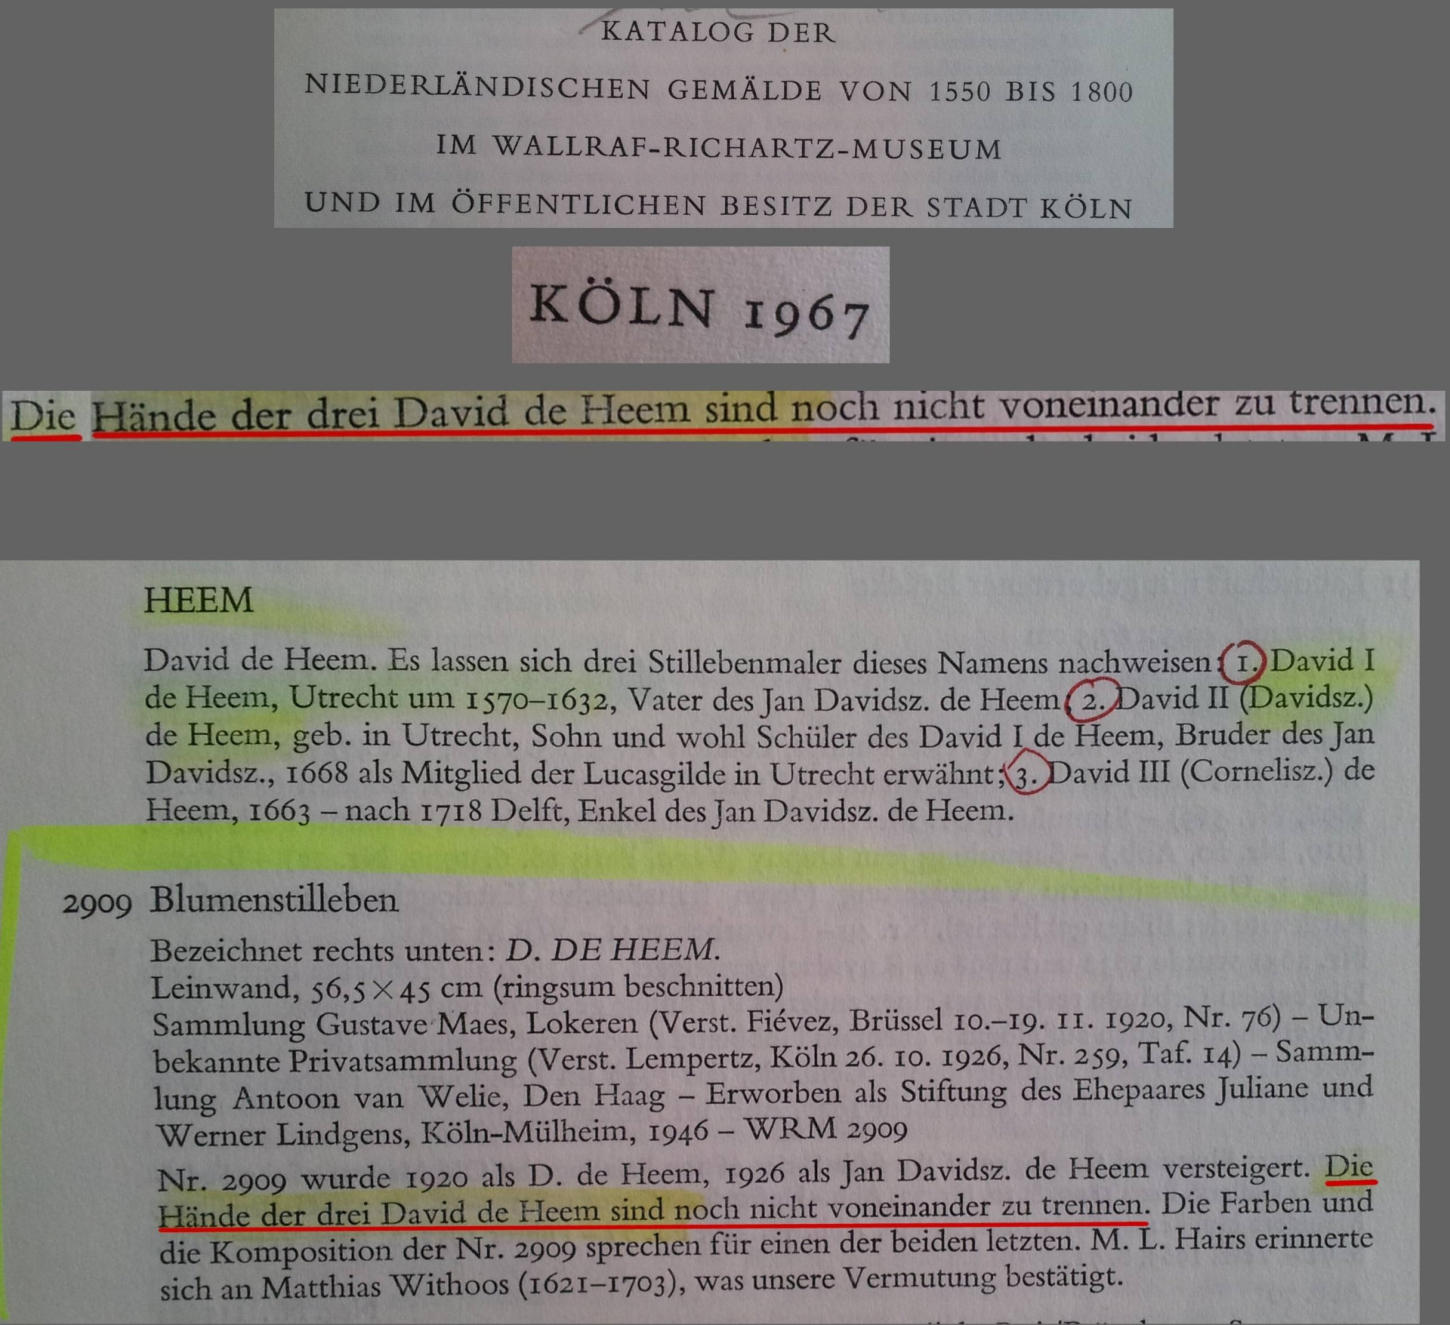 KATALOG DER
NIEDERLÄNDISCHEN GEMÄLDE VON 1550 BIS 1800
IM WALLRAF-RICHARTZ-MUSEUM
UND IM ÖFFENTLICHEN BESITZ DER STADT KÖLN
KÖLN 1967
Die Hände der drei David de Heem sind noch nicht voneinander zu trennen.
HEEM
David de Heem. Es lassen sich drei Stillebenmaler dieses Namens nachweisen: 1. David I
de Heem, Utrecht um 1570–1632, Vater des Jan Davidsz. de Heem; 2. David II (Davidsz.)
de Heem, geb. in Utrecht, Sohn und wohl Schüler des David I de Heem, Bruder des Jan
Davidsz., 1668 als Mitglied der Lucasgilde in Utrecht erwähnt; 3. David III (Cornelisz.) de
Heem, 1663 – nach 1718 Delft, Enkel des Jan Davidsz. de Heem.
2909 Blumenstilleben
Bezeichnet rechts unten: D. DE HEEM.
Leinwand, 56,5 × 45 cm (ringsum beschnitten)
Sammlung Gustave Maes, Lokeren (Verst. Fiévez, Brüssel 10.–19. 11. 1920, Nr. 76) – Un-
bekannte Privatsammlung (Verst. Lempertz, Köln 26. 10. 1926, Nr. 259, Taf. 14) – Samm-
lung Antoon van Welie, Den Haag – Erworben als Stiftung des Ehepaares Juliane und
Werner Lindgens, Köln-Mülheim, 1946 – WRM 2909
Nr. 2909 wurde 1920 als D. de Heem, 1926 als Jan Davidsz. de Heem versteigert. Die
Hände der drei David de Heem sind noch nicht voneinander zu trennen. Die Farben und
die Komposition der Nr. 2909 sprechen für einen der beiden letzten. M. L. Hairs erinnerte
sich an Matthias Withoos (1621–1703), was unsere Vermutung bestätigt.